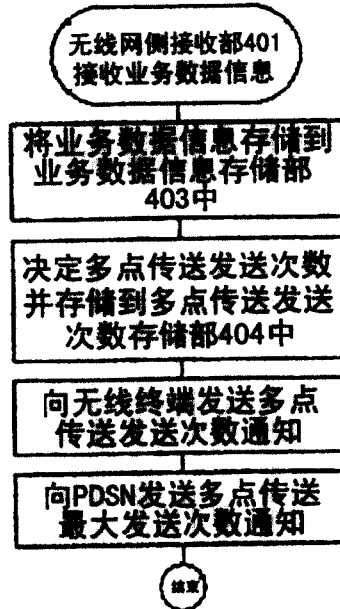 无线网侧接收部401
接收业务数据信息
将业务数据信息存储到
业务数据信息存储部
403中
决定多点传送发送次数
并存储到多点传送发送
次数存储部404中
向无线终端发送多点
传送发送次数通知
向PDSN发送多点传送
最大发送次数通知
结束